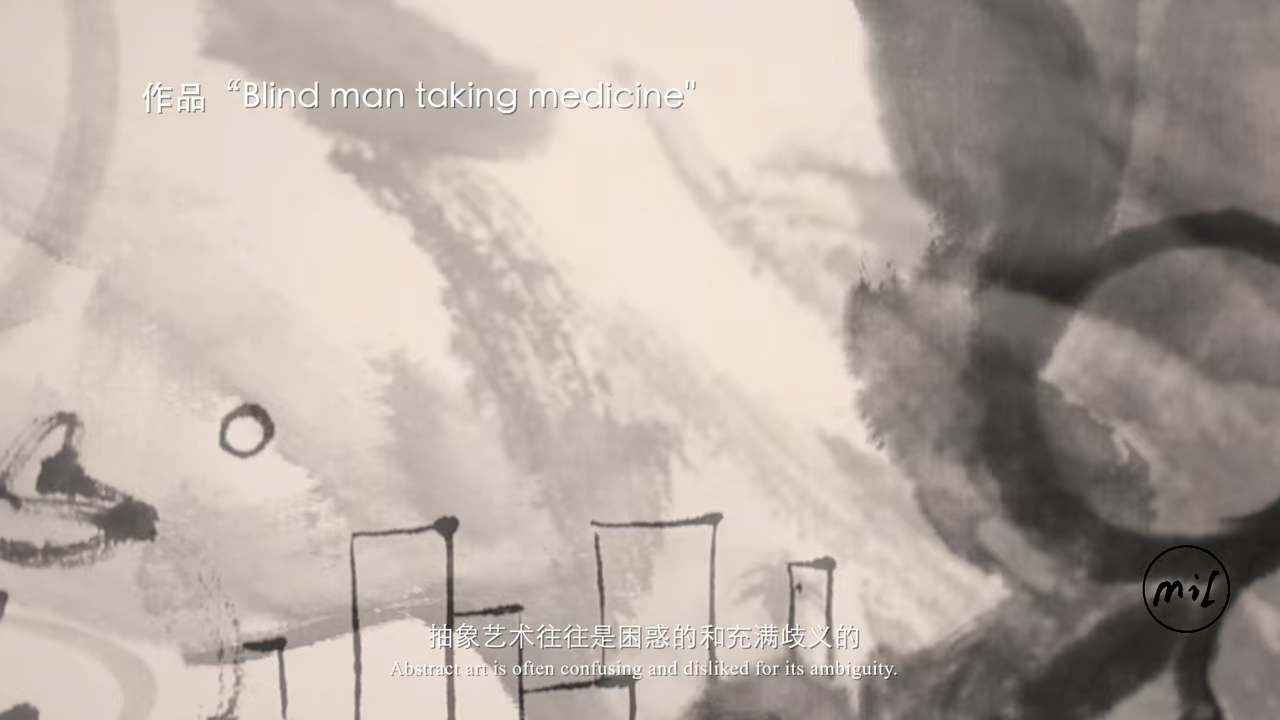 作品 “Blind man taking medicine"
mil
抽象艺术往往是困惑的和充满歧义的
Abstract art is often confusing and disliked for its ambiguity.